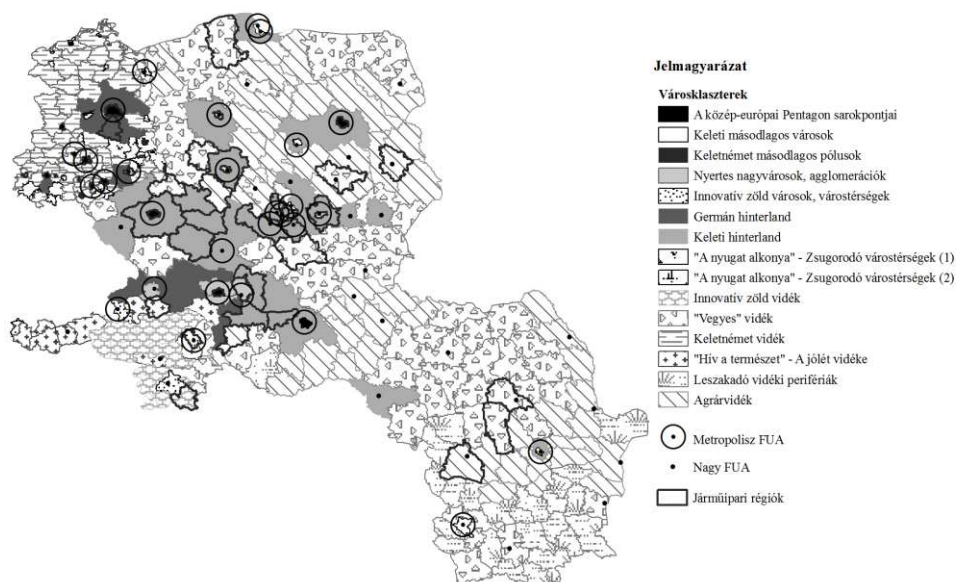 Jelmagyarázat
Városklaszterek
A közép-európai Pentagon sarokpontjai
Keleti másodlagos városok
Keletnémet másodlagos pólusok
Nyertes nagyvárosok, agglomerációk
Innovatív zöld városok, várostérségek
Germán hinterland
Keleti hinterland
"A nyugat alkonya" - Zsugorodó várostérségek (1)
"A nyugat alkonya" - Zsugorodó várostérségek (2)
Innovatív zöld vidék
"Vegyes" vidék
Keletnémet vidék
"Hív a természet" - A jólét vidéke
Leszakadó vidéki perifériák
Agrárvidék
Metropolisz FUA
Nagy FUA
Járműipari régiók